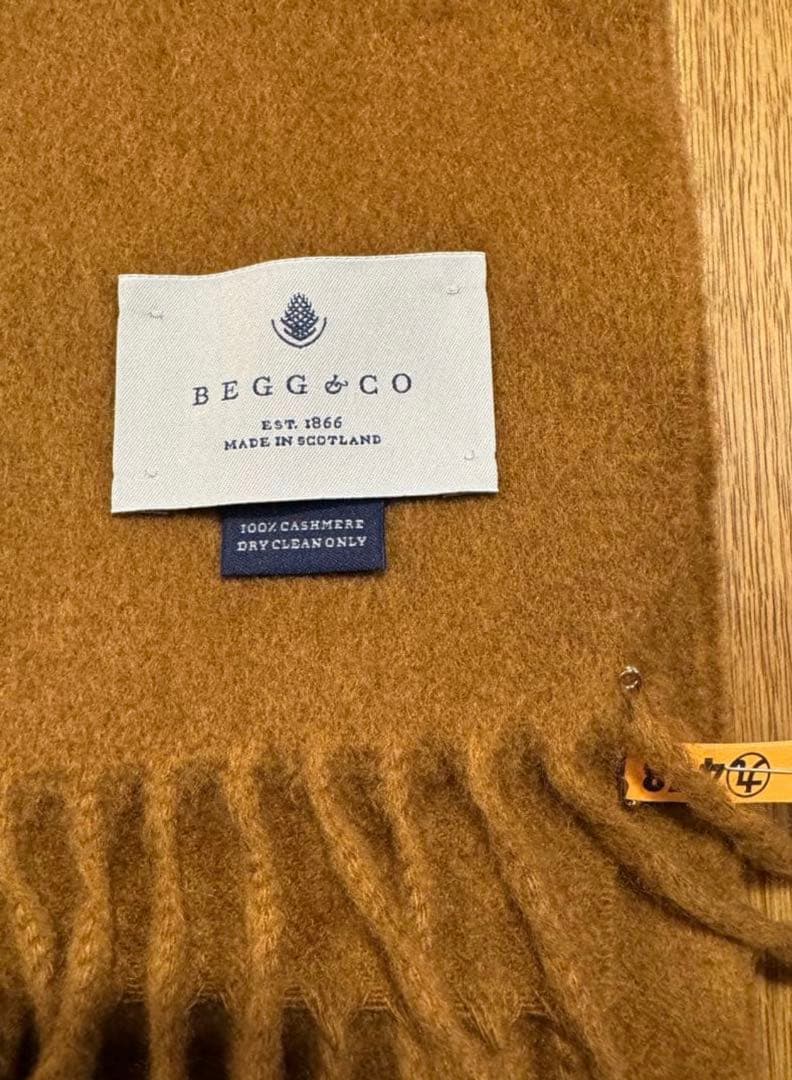 BEGG & CO
EST. 1866
MADE IN SCOTLAND
100% CASHMERE
DRY CLEAN ONLY